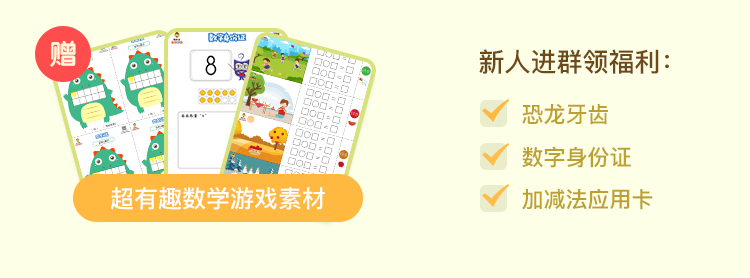 赠
数字身份证
8
超有趣数学游戏素材
新人进群领福利：
恐龙牙齿
数字身份证
加减法应用卡